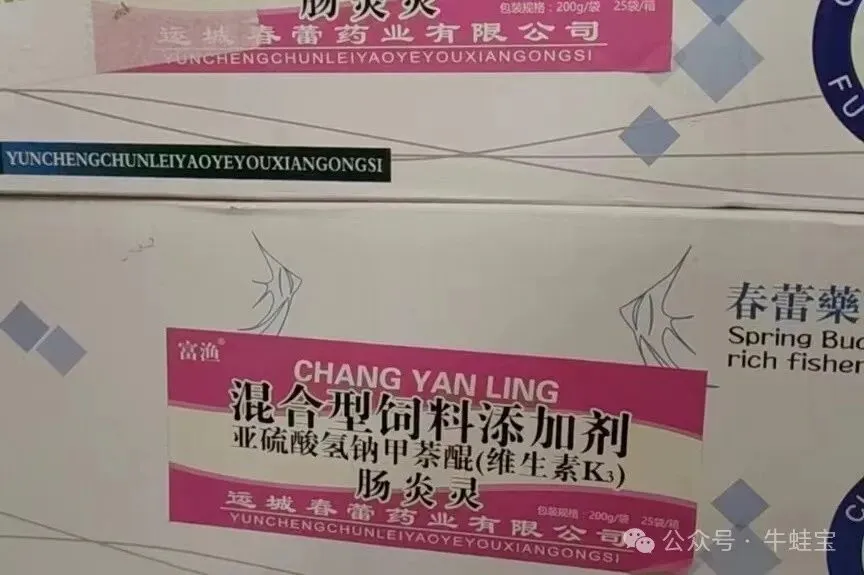 肠炎灵
包装规格：200g/袋 25袋/箱
运城春蕾药业有限公司
YUNCHENGCHUNLEIYAOYEYOUXIANGONGSI
FU
YUNCHENGCHUNLEIYAOYEYOUXIANGONGSI
春蕾藥
Spring Bud
rich fisher
富渔®
CHANG YAN LING
混合型饲料添加剂
亚硫酸氢钠甲萘醌(维生素K3)
肠炎灵
包装规格：200g/袋 25袋/箱
运城春蕾药业有限公司
YUNCHENGCHUNLEIYAOYEYOUXIANGONGSI
公众号·牛蛙宝